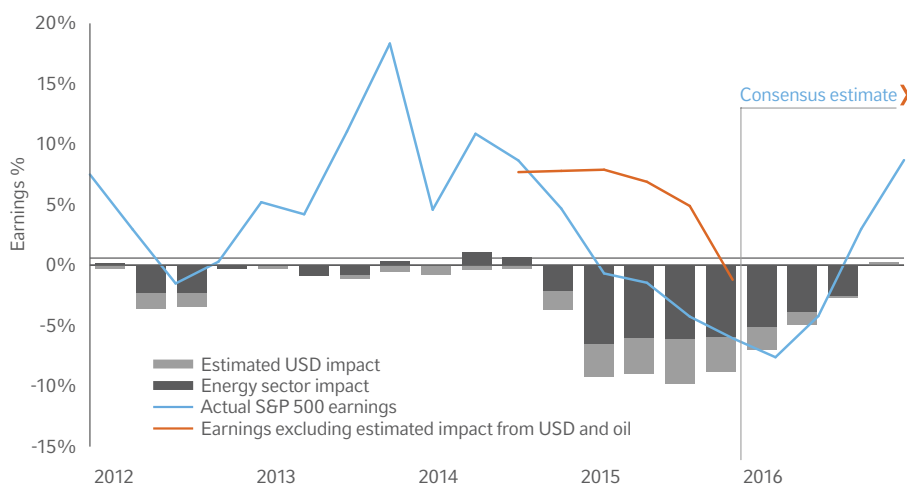 20%
15%
10%
5%
0%
-5%
-10%
-15%
Earnings %
Consensus estimate
Estimated USD impact
Energy sector impact
Actual S&P 500 earnings
Earnings excluding estimated impact from USD and oil
2012 2013 2014 2015 2016